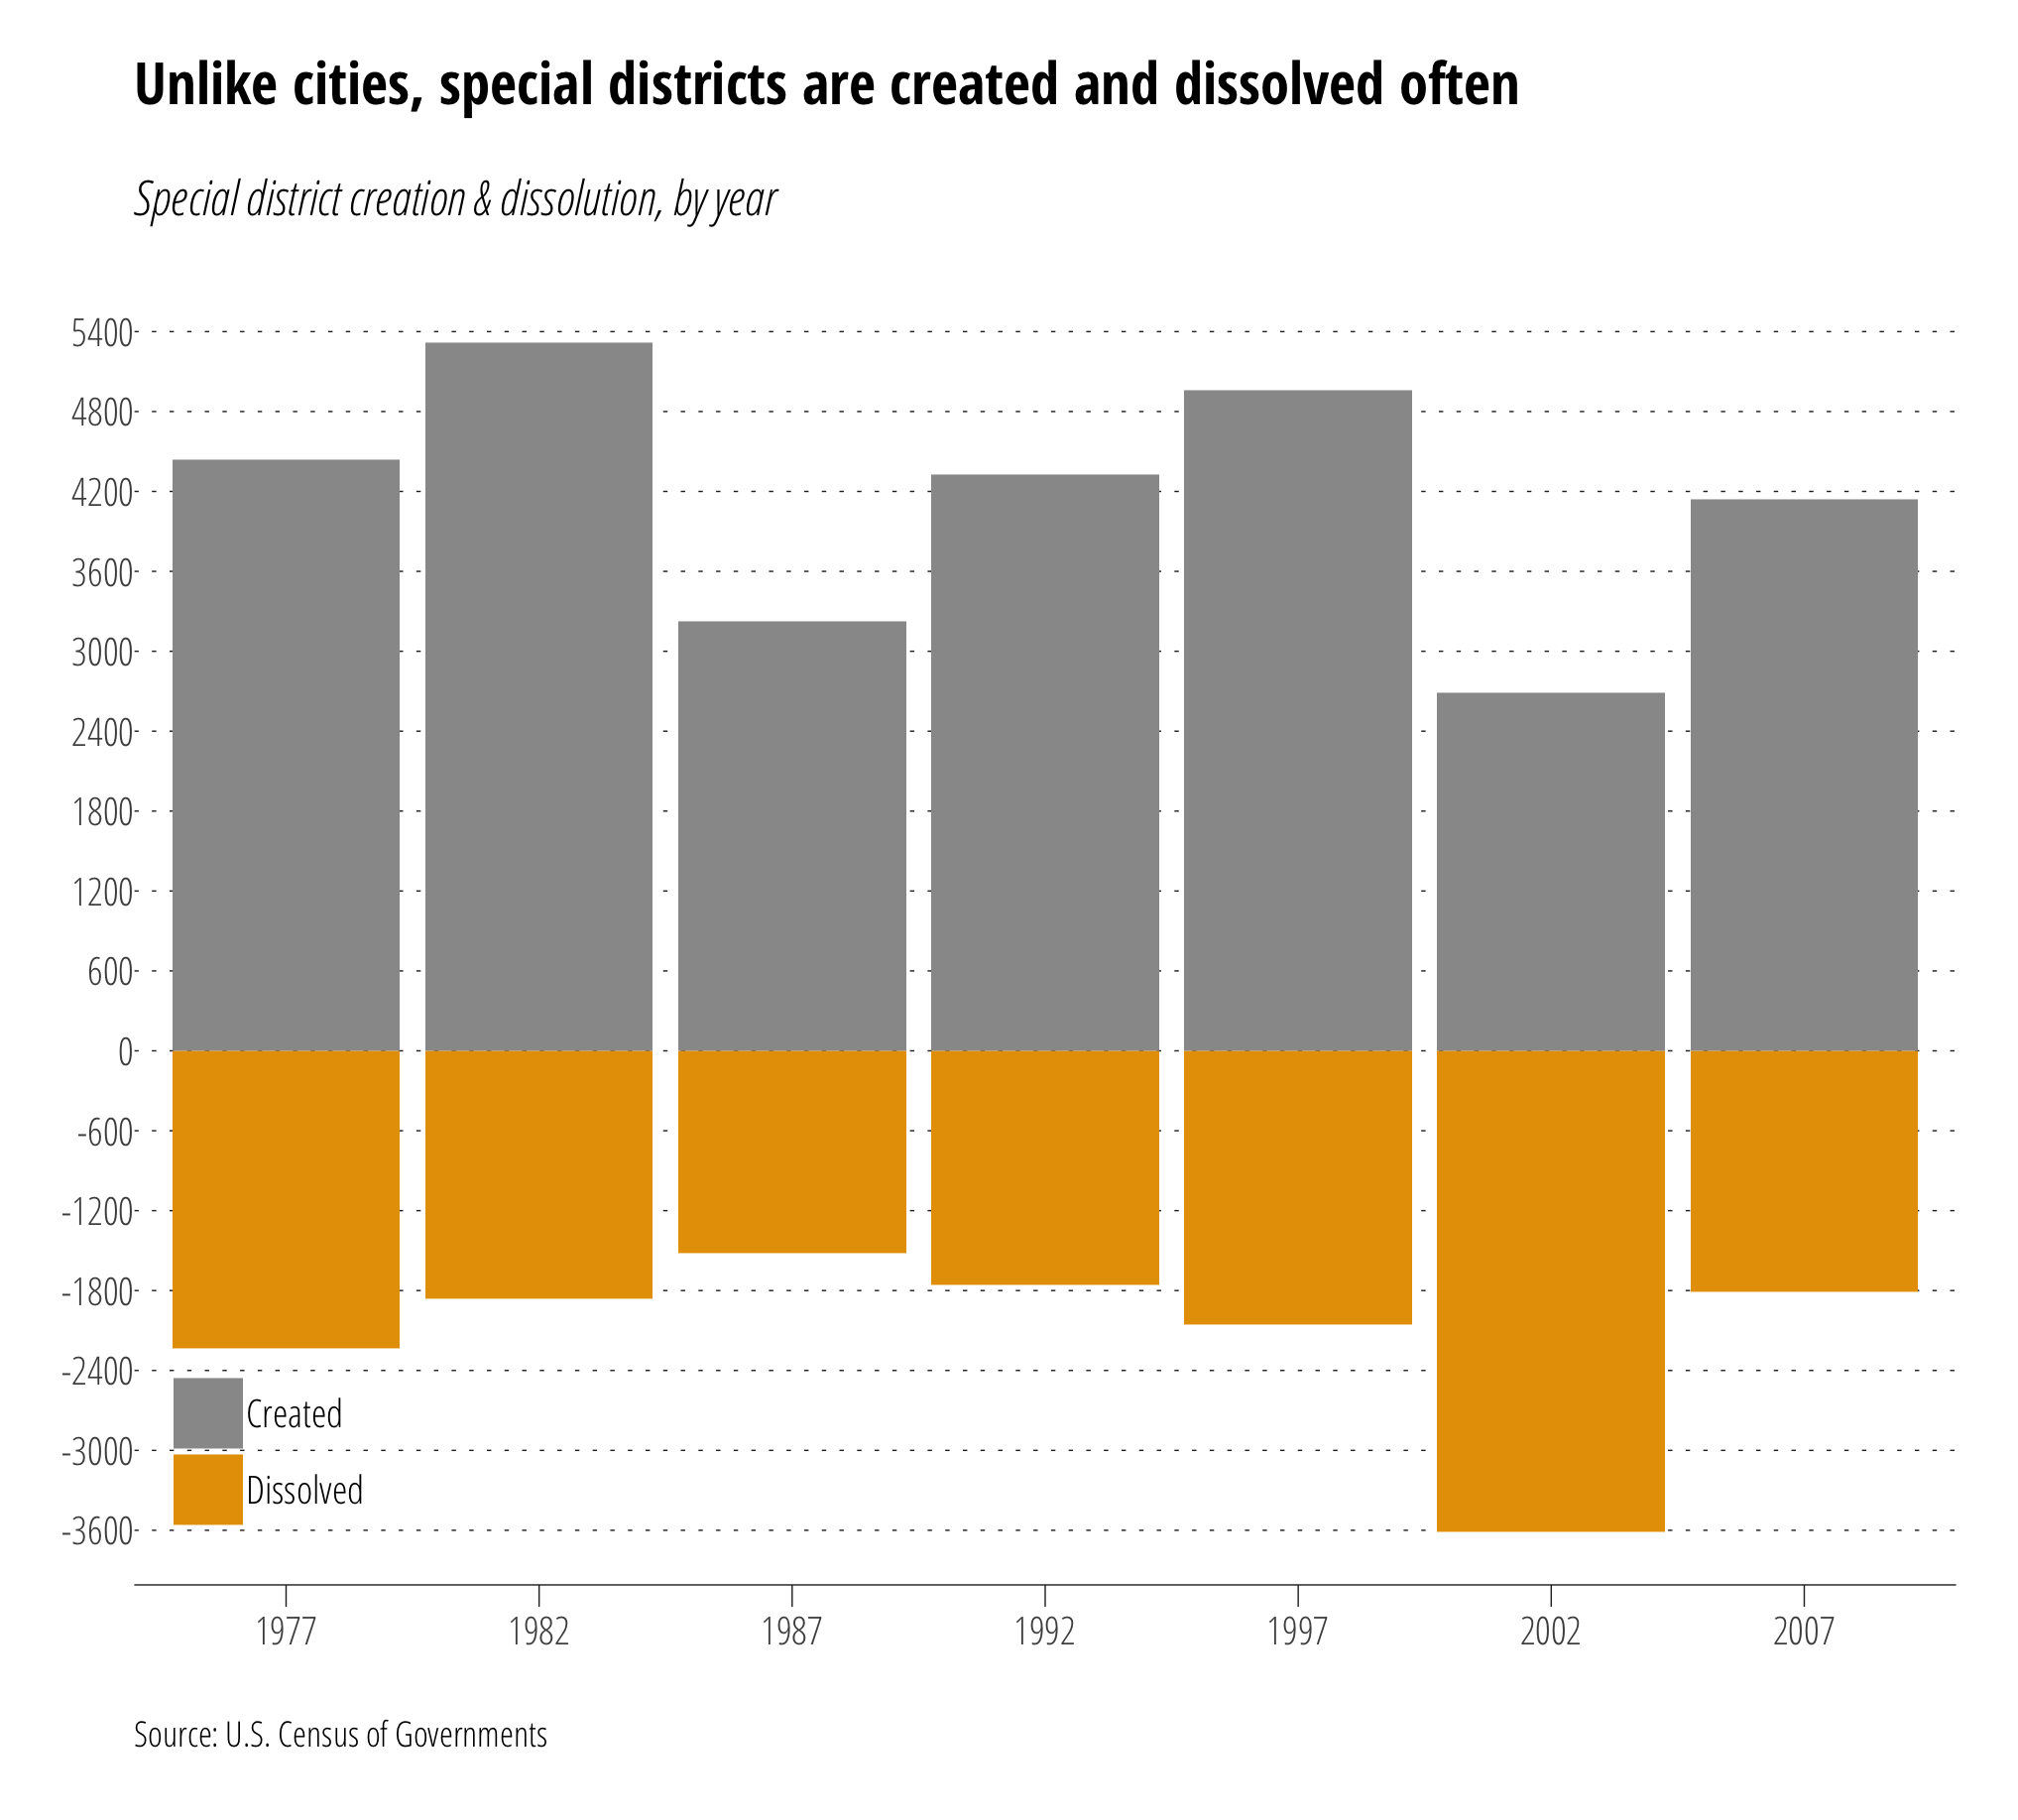 Unlike cities, special districts are created and dissolved often
Special district creation & dissolution, by year
5400
4800
4200
3600
3000
2400
1800
1200
600
0
-600
-1200
-1800
-2400
-3000
-3600
Created
Dissolved
1977 1982 1987 1992 1997 2002 2007
Source: U.S. Census of Governments